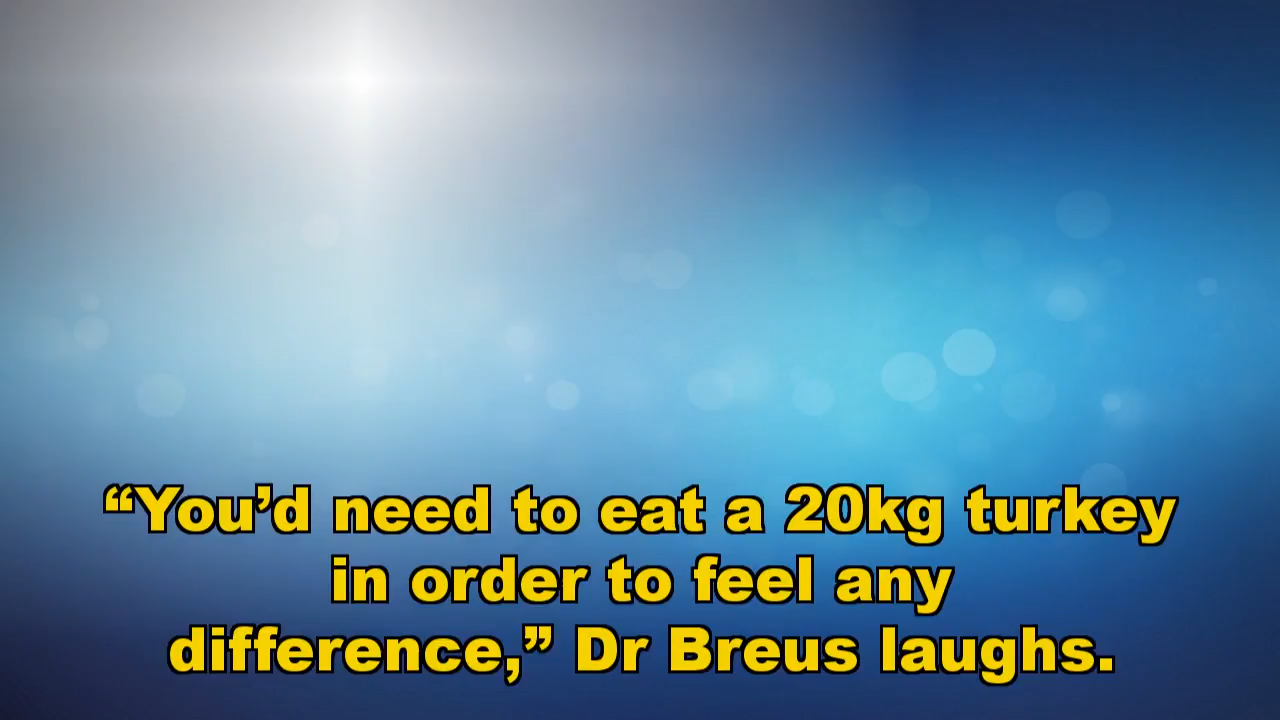 “You’d need to eat a 20kg turkey
in order to feel any
difference,” Dr Breus laughs.